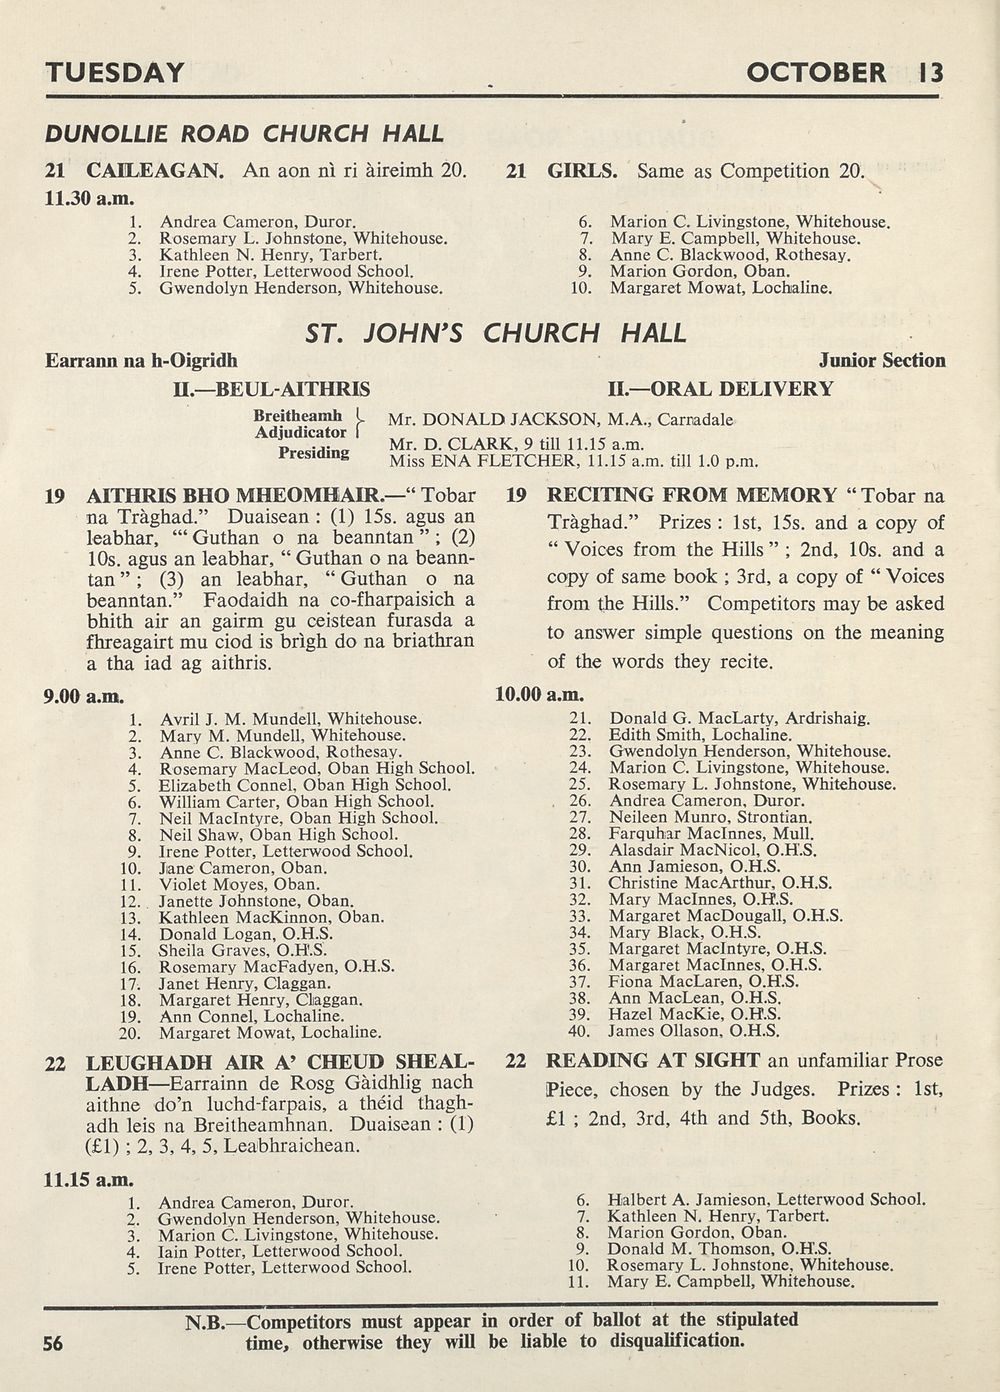 TUESDAY OCTOBER 13
DUNOLLIE ROAD CHURCH HALL
21 CAILEAGAN. An aon nì ri àireimh 20.
11.30 a.m.
1. Andrea Cameron, Duror.
2. Rosemary L. Johnstone, Whitehouse.
3. Kathleen N. Henry, Tarbert.
4. Irene Potter, Letterwood School.
5. Gwendolyn Henderson, Whitehouse.
21 GIRLS. Same as Competition 20.
6. Marion C. Livingstone, Whitehouse.
7. Mary E. Campbell, Whitehouse.
8. Anne C. Blackwood, Rothesay.
9. Marion Gordon, Oban.
10. Margaret Mowat, Lochaline.
ST. JOHN'S CHURCH HALL
Earrann na h-Oigridh
Junior Section
II.—BEUL-AITHRIS
II.—ORAL DELIVERY
Breitheamh
Adjudicator } Mr. DONALD JACKSON, M.A., Carradale
Presiding Mr. D. CLARK, 9 till 11.15 a.m.
Miss ENA FLETCHER, 11.15 a.m. till 1.0 p.m.
19 AITHRIS BHO MHEOMHAIR.—“ Tobar
na Tràghad.” Duaisean : (1) 15s. agus an
leabhar, “‘ Guthan o na beanntan ” ; (2)
10s. agus an leabhar, “ Guthan o na beann-
tan ” ; (3) an leabhar, “ Guthan o na
beanntan.” Faodaidh na co-fharpaisich a
bhith air an gairm gu ceistean furasda a
fhreagairt mu ciod is brìgh do na briathran
a tha iad ag aithris.
9.00 a.m.
1. Avril J. M. Mundell, Whitehouse.
2. Mary M. Mundell, Whitehouse.
3. Anne C. Blackwood, Rothesay.
4. Rosemary MacLeod, Oban High School.
5. Elizabeth Connel, Oban High School.
6. William Carter, Oban High School.
7. Neil MacIntyre, Oban High School.
8. Neil Shaw, Oban High School.
9. Irene Potter, Letterwood School.
10. Jane Cameron, Oban.
11. Violet Moyes, Oban.
12. Janette Johnstone, Oban.
13. Kathleen MacKinnon, Oban.
14. Donald Logan, O.H.S.
15. Sheila Graves, O.H.S.
16. Rosemary MacFadyen, O.H.S.
17. Janet Henry, Claggan.
18. Margaret Henry, Claggan.
19. Ann Connel, Lochaline.
20. Margaret Mowat, Lochaline.
19 RECITING FROM MEMORY “ Tobar na
Tràghad.” Prizes : 1st, 15s. and a copy of
“ Voices from the Hills ” ; 2nd, 10s. and a
copy of same book ; 3rd, a copy of “ Voices
from the Hills.” Competitors may be asked
to answer simple questions on the meaning
of the words they recite.
10.00 a.m.
21. Donald G. MacLarty, Ardrishaig.
22. Edith Smith, Lochaline.
23. Gwendolyn Henderson, Whitehouse.
24. Marion C. Livingstone, Whitehouse.
25. Rosemary L. Johnstone, Whitehouse.
26. Andrea Cameron, Duror.
27. Neileen Munro, Strontian.
28. Farquhar MacInnes, Mull.
29. Alasdair MacNicol, O.H.S.
30. Ann Jamieson, O.H.S.
31. Christine MacArthur, O.H.S.
32. Mary MacInnes, O.H.S.
33. Margaret MacDougall, O.H.S.
34. Mary Black, O.H.S.
35. Margaret MacIntyre, O.H.S.
36. Margaret MacInnes, O.H.S.
37. Fiona MacLaren, O.H.S.
38. Ann MacLean, O.H.S.
39. Hazel MacKie, O.H.S.
40. James Ollason, O.H.S.
22 LEUGHADH AIR A’ CHEUD SHEAL-
LADH—Earrainn de Rosg Gàidhlig nach
aithne do’n luchd-farpais, a théid thagh-
adh leis na Breitheamhnan. Duaisean : (1)
(£1) ; 2, 3, 4, 5, Leabhraichean.
11.15 a.m.
1. Andrea Cameron, Duror.
2. Gwendolyn Henderson, Whitehouse.
3. Marion C. Livingstone, Whitehouse.
4. Iain Potter, Letterwood School.
5. Irene Potter, Letterwood School.
22 READING AT SIGHT an unfamiliar Prose
Piece, chosen by the Judges. Prizes : 1st,
£1 ; 2nd, 3rd, 4th and 5th, Books.
6. Halbert A. Jamieson, Letterwood School.
7. Kathleen N. Henry, Tarbert.
8. Marion Gordon, Oban.
9. Donald M. Thomson, O.H.S.
10. Rosemary L. Johnstone, Whitehouse.
11. Mary E. Campbell, Whitehouse.
N.B.—Competitors must appear in order of ballot at the stipulated
time, otherwise they will be liable to disqualification.
56